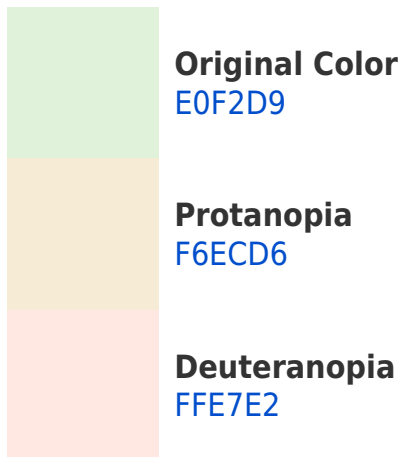 Original Color
E0F2D9
Protanopia
F6ECD6
Deuteranopia
FFE7E2